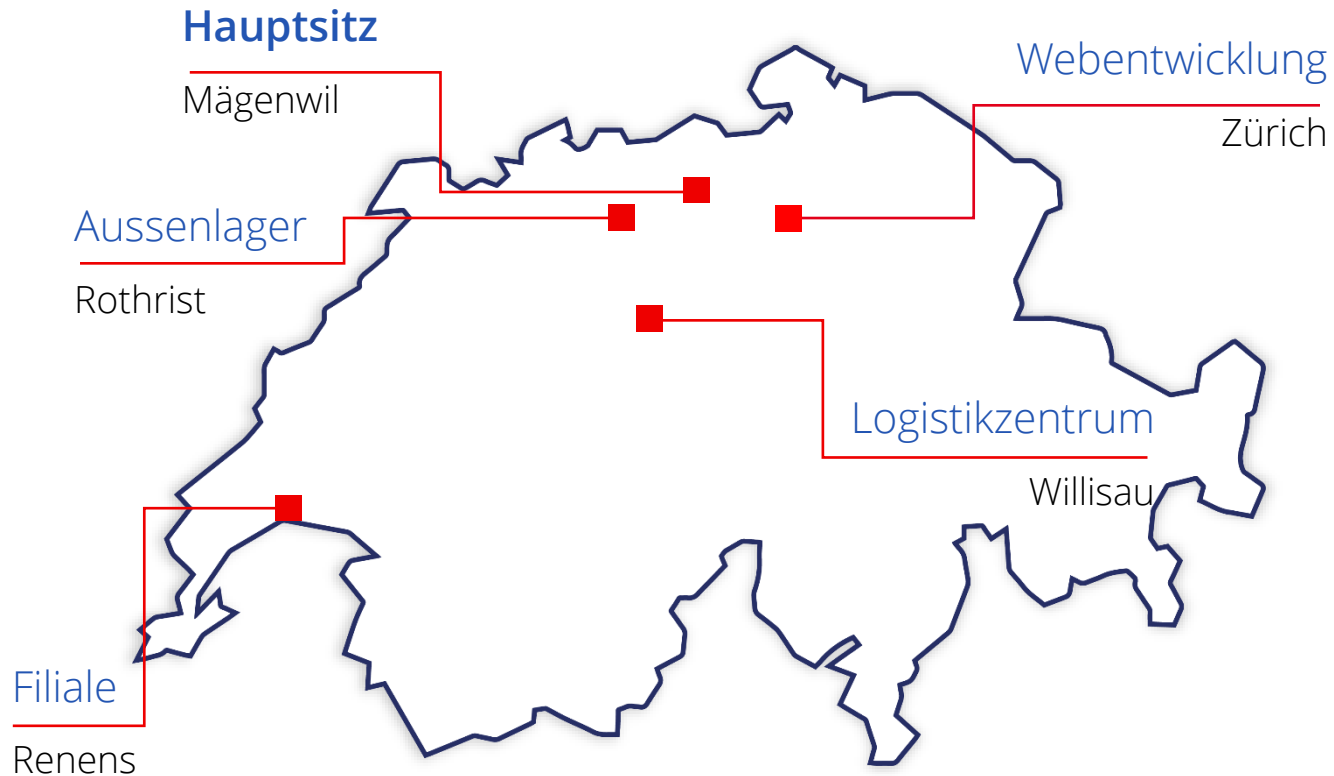 Hauptsitz
Mägenwil
Webentwicklung
Zürich
Aussenlager
Rothrist
Logistikzentrum
Willisau
Filiale
Renens